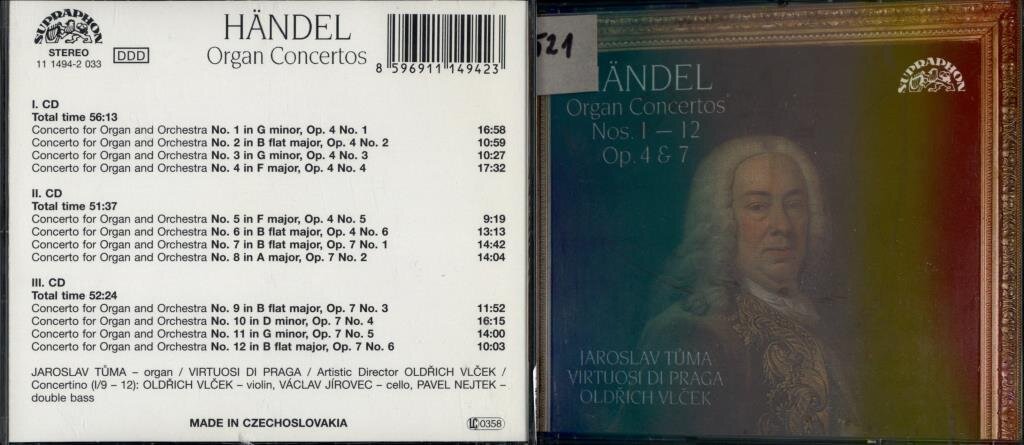 SUPRAPHON
STEREO
11 1494-2 033
DDD
HÄNDEL
Organ Concertos
8 596911 149423
I. CD
Total time 56:13
Concerto for Organ and Orchestra No. 1 in G minor, Op. 4 No. 1 16:58
Concerto for Organ and Orchestra No. 2 in B flat major, Op. 4 No. 2 10:59
Concerto for Organ and Orchestra No. 3 in G minor, Op. 4 No. 3 10:27
Concerto for Organ and Orchestra No. 4 in F major, Op. 4 No. 4 17:32
II. CD
Total time 51:37
Concerto for Organ and Orchestra No. 5 in F major, Op. 4 No. 5 9:19
Concerto for Organ and Orchestra No. 6 in B flat major, Op. 4 No. 6 13:13
Concerto for Organ and Orchestra No. 7 in B flat major, Op. 7 No. 1 14:42
Concerto for Organ and Orchestra No. 8 in A major, Op. 7 No. 2 14:04
III. CD
Total time 52:24
Concerto for Organ and Orchestra No. 9 in B flat major, Op. 7 No. 3 11:52
Concerto for Organ and Orchestra No. 10 in D minor, Op. 7 No. 4 16:15
Concerto for Organ and Orchestra No. 11 in G minor, Op. 7 No. 5 14:00
Concerto for Organ and Orchestra No. 12 in B flat major, Op. 7 No. 6 10:03
JAROSLAV TŮMA – organ / VIRTUOSI DI PRAGA / Artistic Director OLDŘICH VLČEK /
Concertino (I/9 – 12): OLDŘICH VLČEK – violin, VÁCLAV JÍROVEC – cello, PAVEL NEJTEK –
double bass
MADE IN CZECHOSLOVAKIA
LC 0358
521
HÄNDEL
Organ Concertos
Nos. 1 – 12
Op. 4 & 7
SUPRAPHON
JAROSLAV TŮMA
VIRTUOSI DI PRAGA
OLDŘICH VLČEK